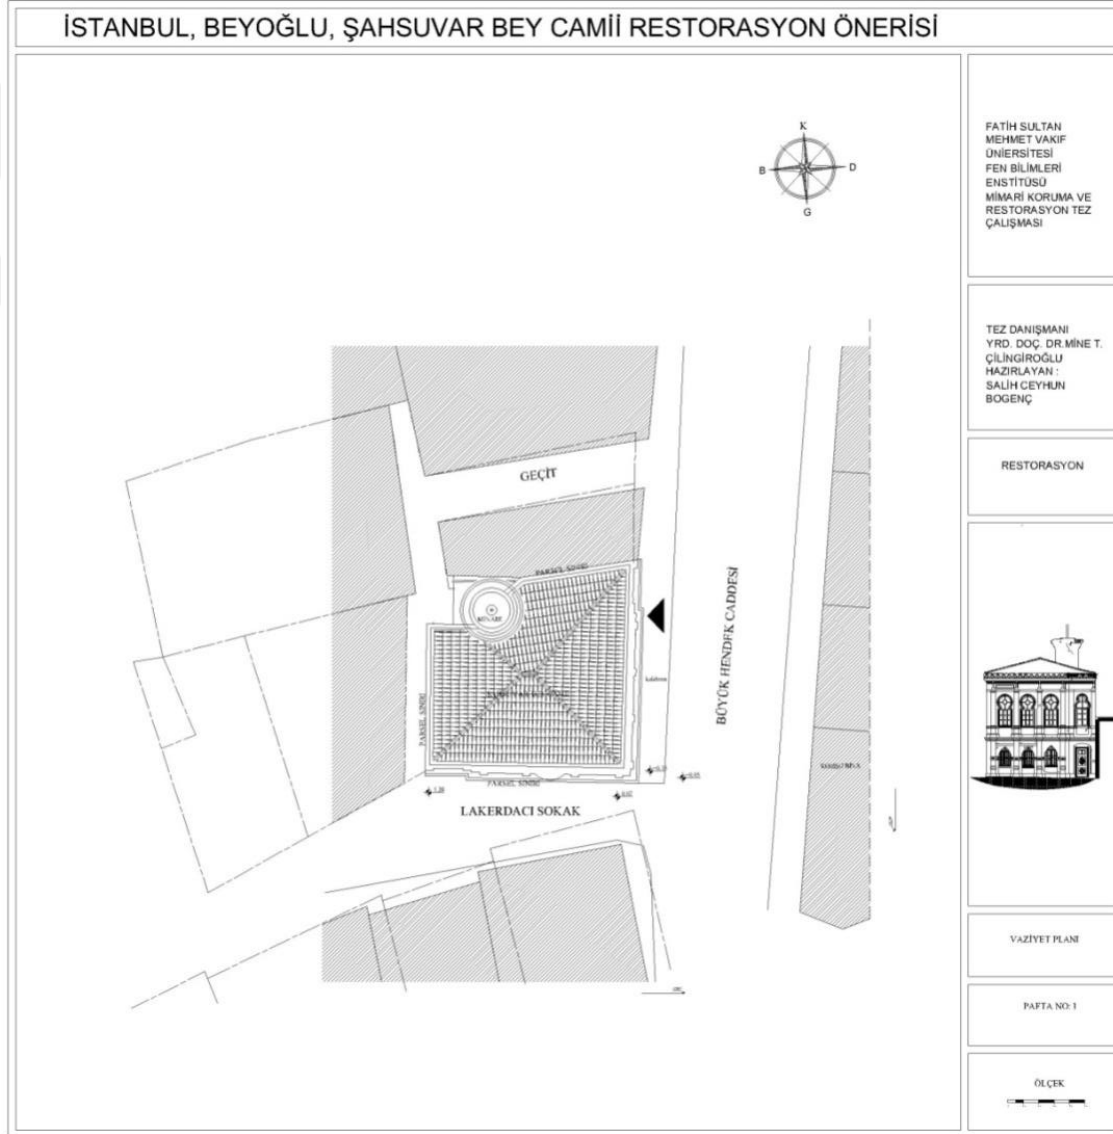 İSTANBUL, BEYOĞLU, ŞAHSUVAR BEY CAMİİ RESTORASYON ÖNERİSİ
K
B
D
G
GEÇİT
PARSEL SINIRI
MİNARE
BÜYÜK HENDEK CADDESİ
PARSEL SINIRI
PARSEL SINIRI
LAKERDACI SOKAK
FATİH SULTAN
MEHMET VAKIF
ÜNİERSİTESİ
FEN BİLİMLERİ
ENSTİTÜSÜ
MİMARİ KORUMA VE
RESTORASYON TEZ
ÇALIŞMASI
TEZ DANIŞMANI
YRD. DOÇ. DR.MİNE T.
ÇİLİNGİROĞLU
HAZIRLAYAN :
SALİH CEYHUN
BOGENÇ
RESTORASYON
VAZİYET PLANI
PAFTA NO: 1
ÖLÇEK